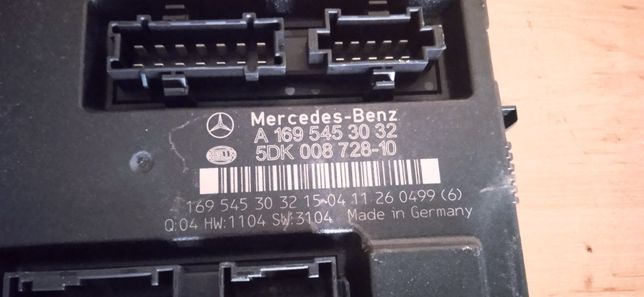 Mercedes-Benz
A 169 545 30 32
HELLA
5DK 008 728-10
169 545 30 32 15-04 11 26 0499 (6)
Q:04 HW:1104 SW:3104 Made in Germany